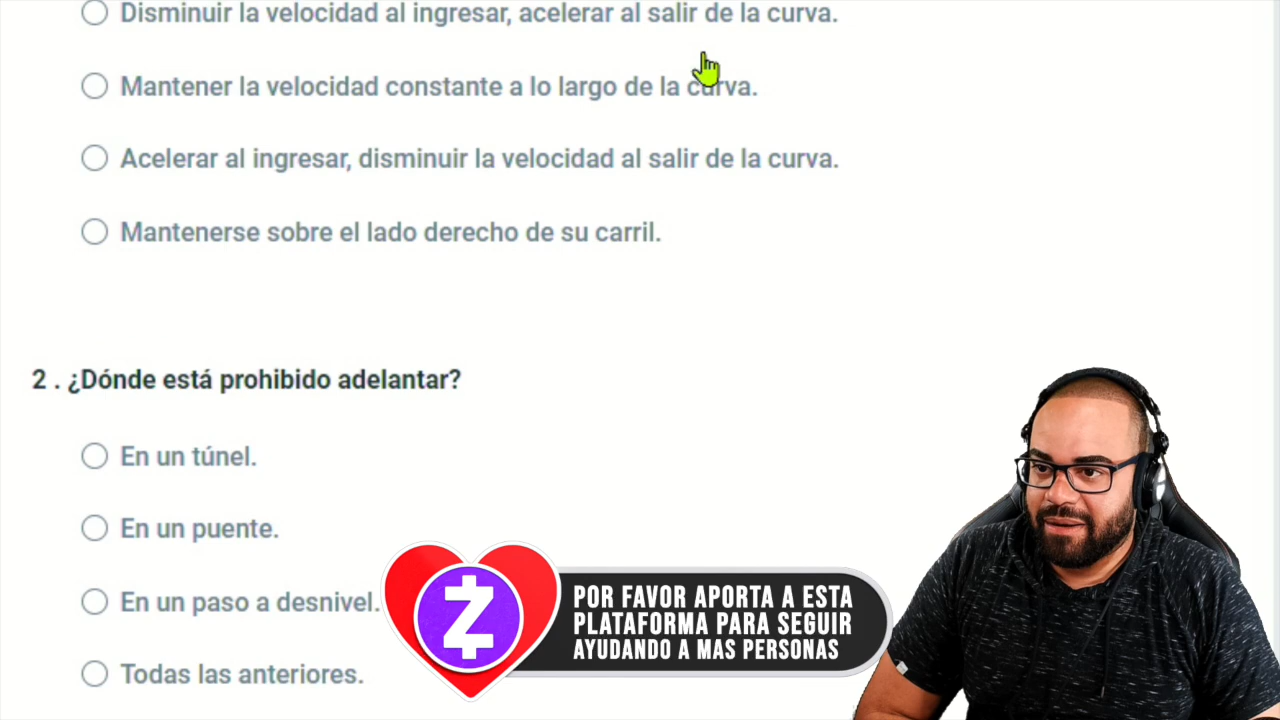 Disminuir la velocidad al ingresar, acelerar al salir de la curva.
Mantener la velocidad constante a lo largo de la curva.
Acelerar al ingresar, disminuir la velocidad al salir de la curva.
Mantenerse sobre el lado derecho de su carril.
2 . ¿Dónde está prohibido adelantar?
En un túnel.
En un puente.
En un paso a desnivel.
Todas las anteriores.
POR FAVOR APORTA A ESTA
PLATAFORMA PARA SEGUIR
AYUDANDO A MAS PERSONAS